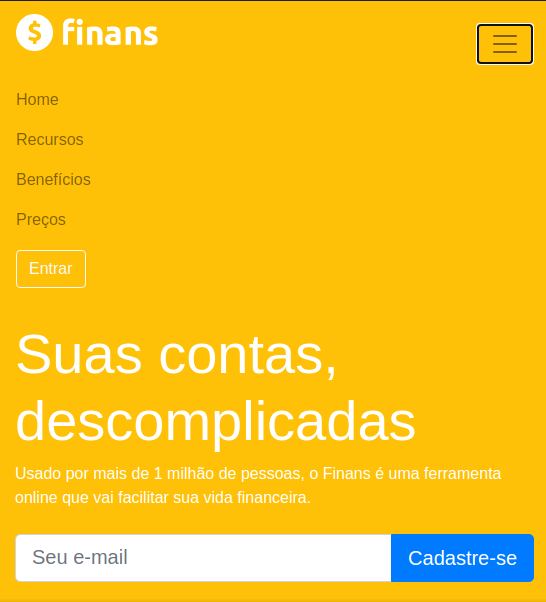 $ finans
Home
Recursos
Benefícios
Preços
Entrar
Suas contas,
descomplicadas
Usado por mais de 1 milhão de pessoas, o Finans é uma ferramenta
online que vai facilitar sua vida financeira.
Seu e-mail
Cadastre-se